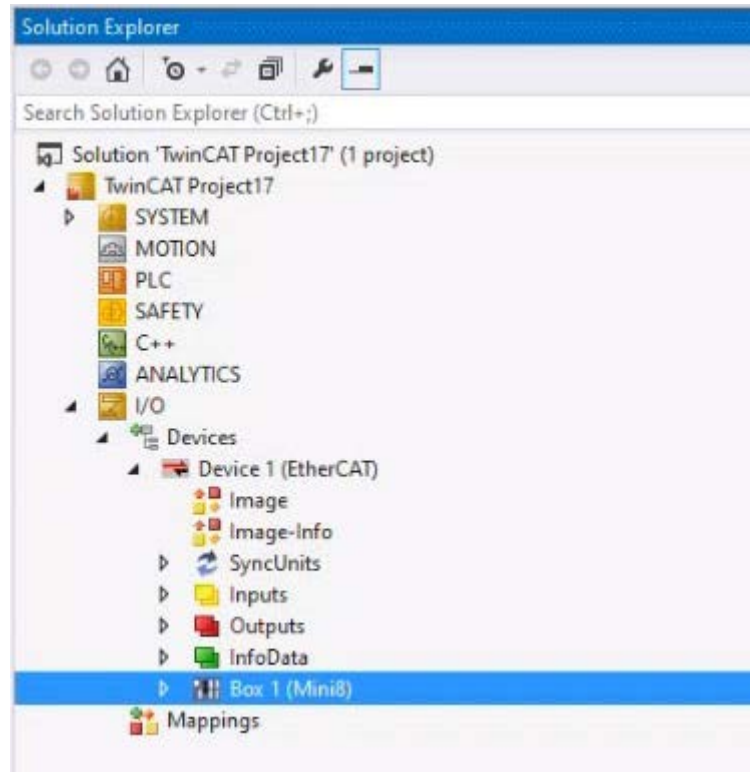 Solution Explorer
Search Solution Explorer (Ctrl+;)
Solution 'TwinCAT Project17' (1 project)
TwinCAT Project17
SYSTEM
MOTION
PLC
SAFETY
C++
ANALYTICS
I/O
Devices
Device 1 (EtherCAT)
Image
Image-Info
SyncUnits
Inputs
Outputs
InfoData
Box 1 (Mini8)
Mappings